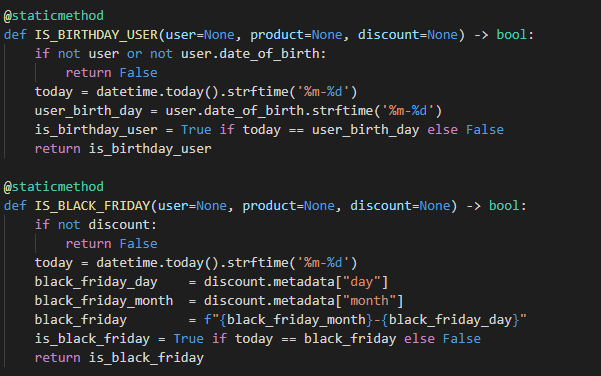 @staticmethod
def IS_BIRTHDAY_USER(user=None, product=None, discount=None) -> bool:
    if not user or not user.date_of_birth:
        return False
    today = datetime.today().strftime('%m-%d')
    user_birth_day = user.date_of_birth.strftime('%m-%d')
    is_birthday_user = True if today == user_birth_day else False
    return is_birthday_user

@staticmethod
def IS_BLACK_FRIDAY(user=None, product=None, discount=None) -> bool:
    if not discount:
        return False
    today = datetime.today().strftime('%m-%d')
    black_friday_day    = discount.metadata["day"]
    black_friday_month  = discount.metadata["month"]
    black_friday        = f"{black_friday_month}-{black_friday_day}"
    is_black_friday = True if today == black_friday else False
    return is_black_friday